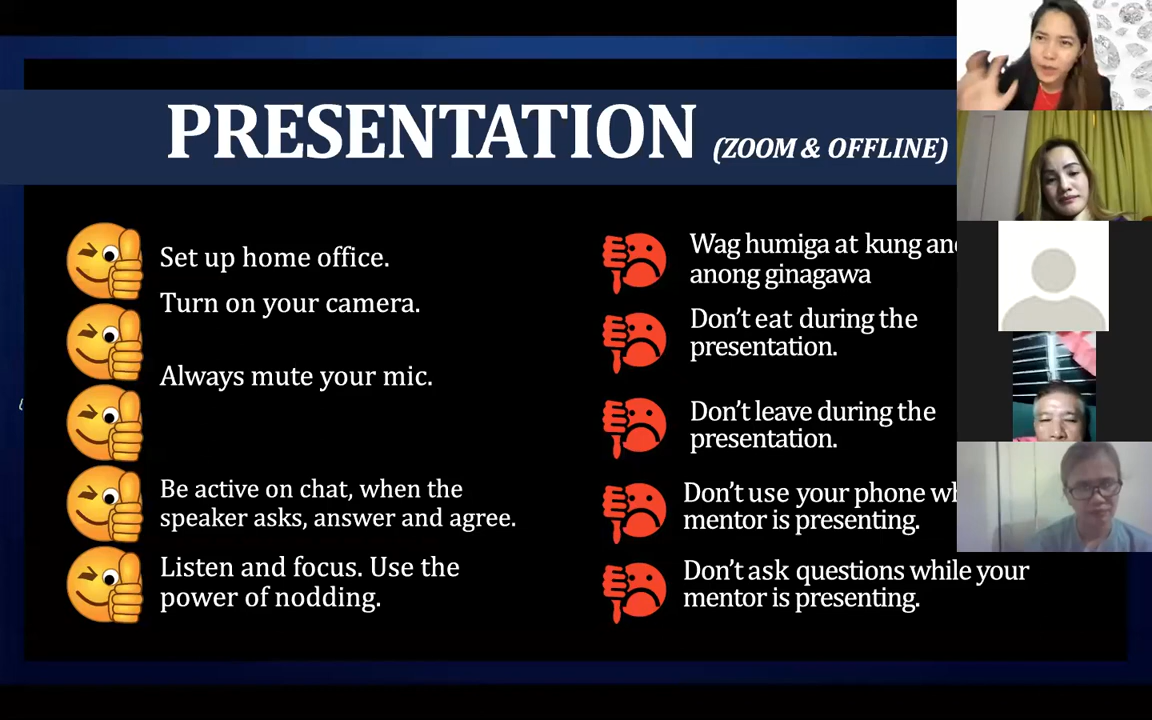 PRESENTATION (ZOOM & OFFLINE)
Set up home office.
Turn on your camera.
Always mute your mic.
Be active on chat, when the
speaker asks, answer and agree.
Listen and focus. Use the
power of nodding.
Wag humiga at kung
anong ginagawa
Don't eat during the
presentation.
Don't leave during the
presentation.
Don't use your phone
mentor is presenting.
Don't ask questions while your
mentor is presenting.